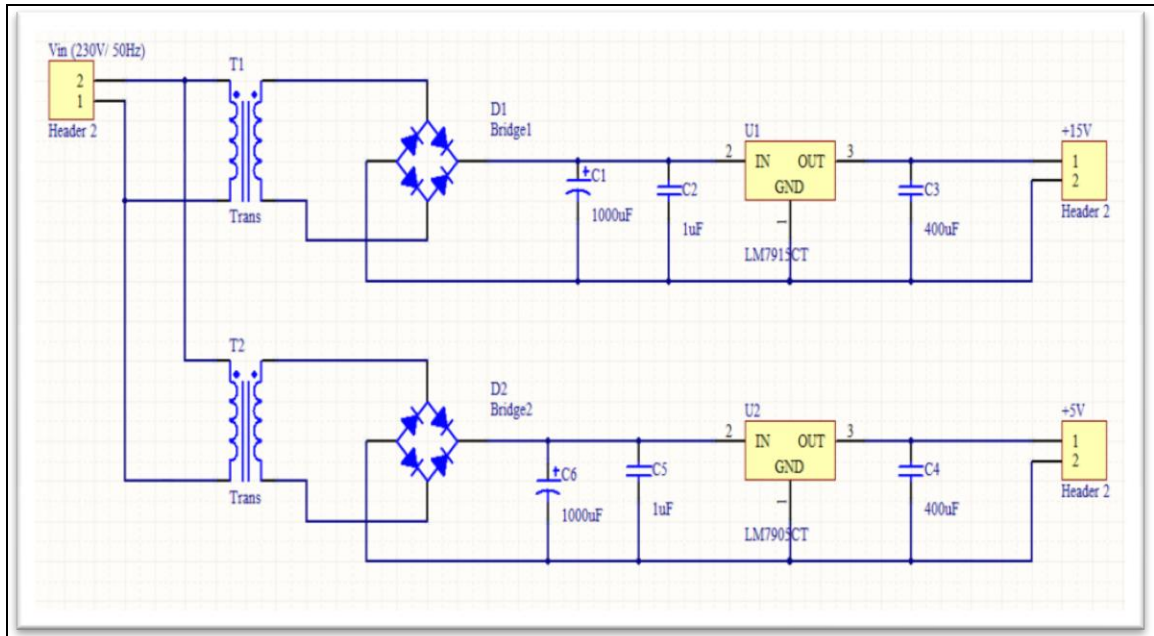 Vin (230V/ 50Hz)
2
1
Header 2
T1
Trans
D1
Bridge1
+
C1
1000uF
C2
1uF
U1
2
IN OUT
3
GND
1
LM7915CT
C3
400uF
+15V
1
2
Header 2
T2
Trans
D2
Bridge2
+
C6
1000uF
C5
1uF
U2
2
IN OUT
3
GND
1
LM7905CT
C4
400uF
+5V
1
2
Header 2